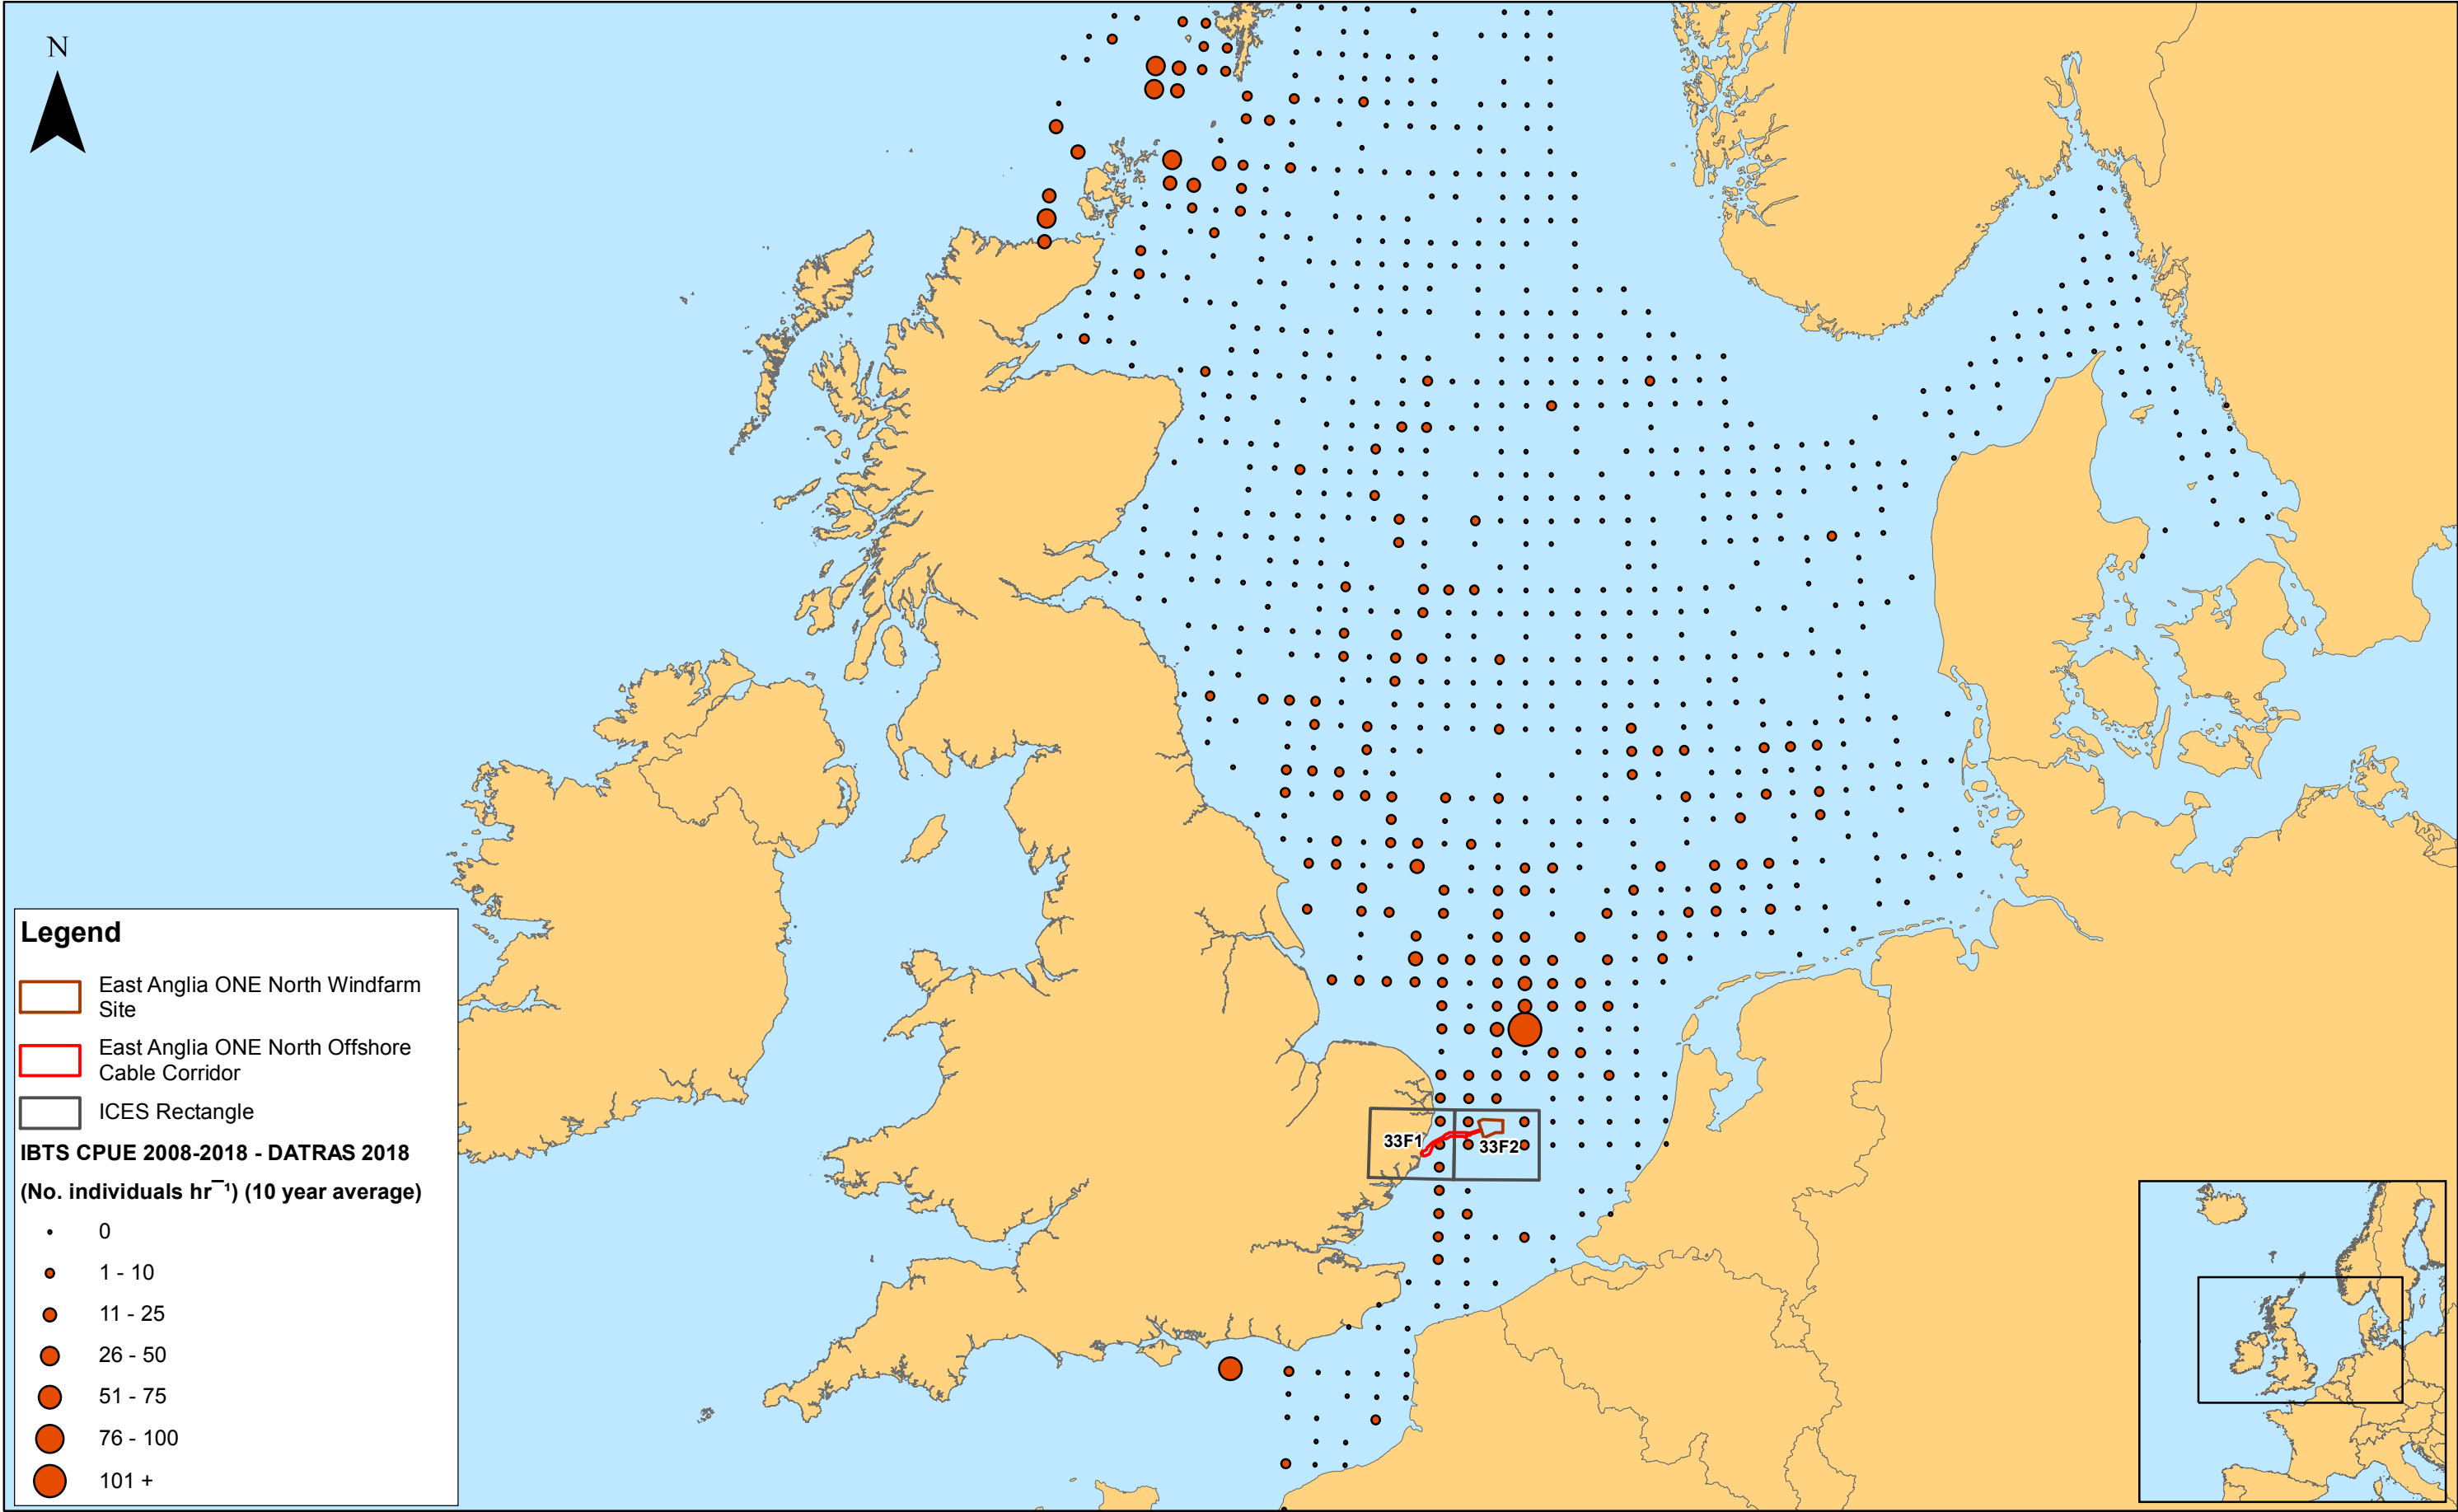 N
33F1
33F2
Legend
East Anglia ONE North Windfarm
Site
East Anglia ONE North Offshore
Cable Corridor
ICES Rectangle
IBTS CPUE 2008-2018 - DATRAS 2018
(No. individuals hr⁻¹) (10 year average)
0
1 - 10
11 - 25
26 - 50
51 - 75
76 - 100
101 +